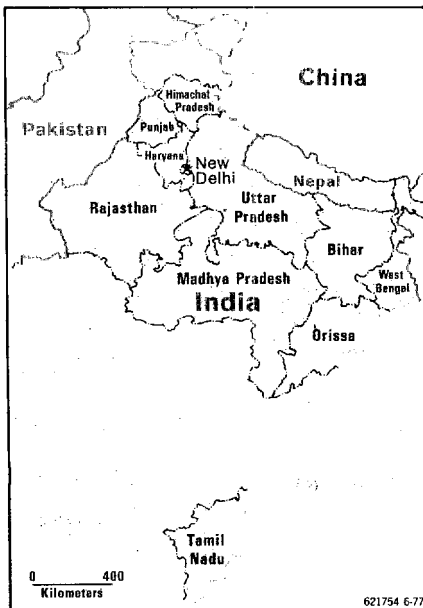 China
Himachal
Pradesh
Pakistan
Punjab
Haryana
New
Delhi
Nepal
Rajasthan
Uttar
Pradesh
Bihar
Madhya Pradesh
West
Bengal
India
Orissa
Tamil
Nadu
0 400
Kilometers
621754 6-77